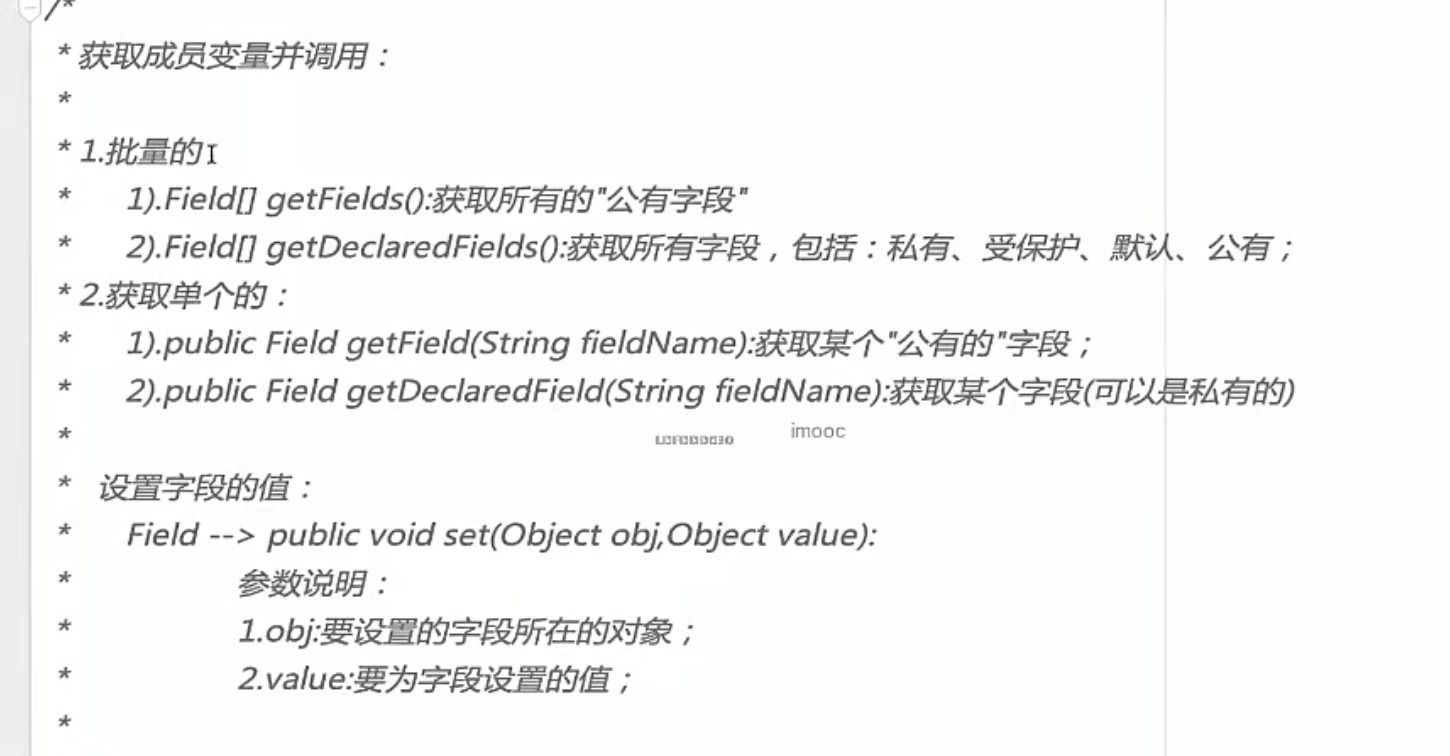 /*
* 获取成员变量并调用：
*
* 1.批量的
* 1).Field[] getFields():获取所有的"公有字段"
* 2).Field[] getDeclaredFields():获取所有字段，包括：私有、受保护、默认、公有；
* 2.获取单个的：
* 1).public Field getField(String fieldName):获取某个"公有的"字段；
* 2).public Field getDeclaredField(String fieldName):获取某个字段(可以是私有的)
*
imooc
* 设置字段的值：
* Field --> public void set(Object obj,Object value):
* 参数说明：
* 1.obj:要设置的字段所在的对象；
* 2.value:要为字段设置的值；
*